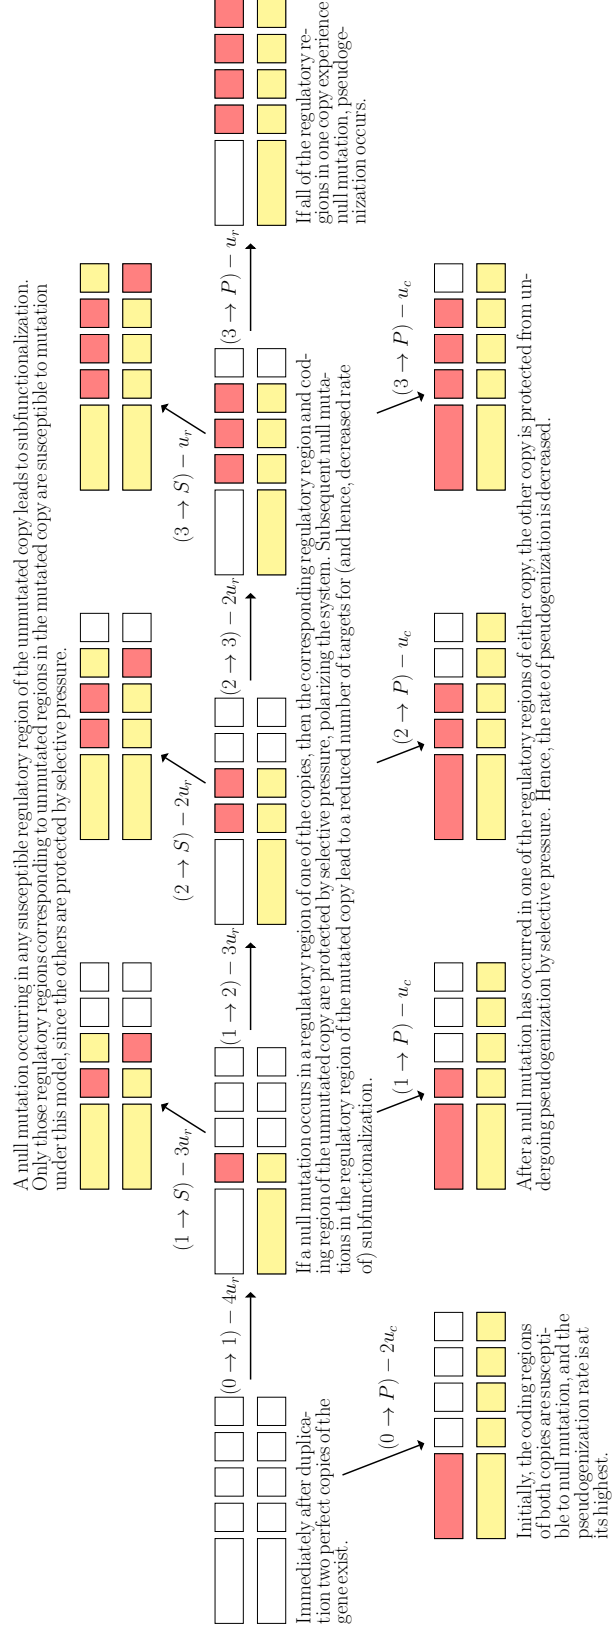 A null mutation occurring in any susceptible regulatory region of the unmutated copy leads to subfunctionalization.
Only those regulatory regions corresponding to unmutated regions in the mutated copy are susceptible to mutation
under this model, since the others are protected by selective pressure.
(1 → S) − 3u_r
(2 → S) − 2u_r
(3 → S) − u_r
(0 → 1) − 4u_r
(1 → 2) − 3u_r
(2 → 3) − 2u_r
(3 → P) − u_r
Immediately after duplica-
tion two perfect copies of the
gene exist.
If a null mutation occurs in a regulatory region of one of the copies, then the corresponding regulatory region and cod-
ing region of the unmutated copy are protected by selective pressure, polarizing the system. Subsequent null muta-
tions in the regulatory region of the mutated copy lead to a reduced number of targets for (and hence, decreased rate
of) subfunctionalization.
If all of the regulatory re-
gions in one copy experience
null mutation, pseudoge-
nization occurs.
(0 → P) − 2u_c
(1 → P) − u_c
(2 → P) − u_c
(3 → P) − u_c
Initially, the coding regions
of both copies are suscepti-
ble to null mutation, and the
pseudogenization rate is at
its highest.
After a null mutation has occurred in one of the regulatory regions of either copy, the other copy is protected from un-
dergoing pseudogenization by selective pressure. Hence, the rate of pseudogenization is decreased.